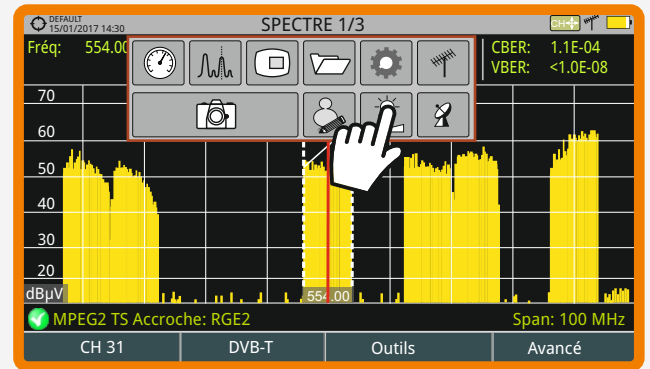 DEFAULT
15/01/2017 14:30
SPECTRE 1/3
CH
Fréq: 554.00
CBER: 1.1E-04
VBER: <1.0E-08
70
60
50
40
30
20
dBµV
554.00
MPEG2 TS Accroche: RGE2
Span: 100 MHz
CH 31
DVB-T
Outils
Avancé